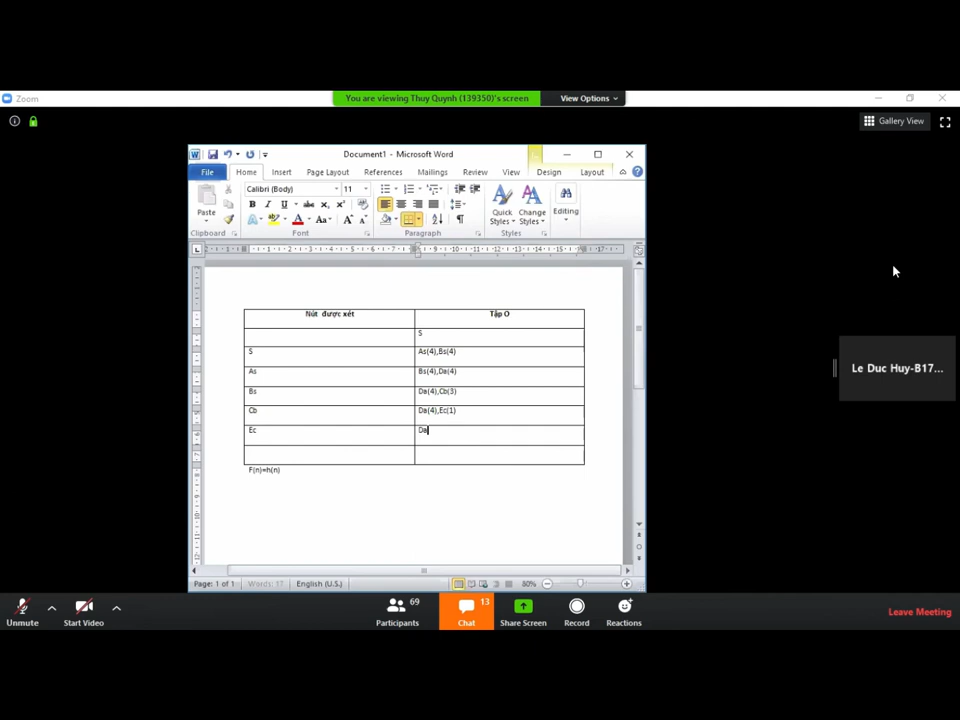 Zoom
You are viewing Thuy Quynh (139350)'s screen
View Options
Gallery View
Document1 - Microsoft Word
File Home Insert Page Layout References Mailings Review View Design Layout
Calibri (Body) 11
Paste
B I U abc x₂ x²
Aa
A A
Quick Styles
Change Styles
Editing
Clipboard Font Paragraph Styles
Nút được xét Tập O
S
S As(4),Bs(4)
As Bs(4),Da(4)
Bs Da(4),Cb(3)
Cb Da(4),Ec(1)
Ec Da
F(n)=h(n)
Le Duc Huy-B17...
Page: 1 of 1 Words: 17 English (U.S.) 80%
Unmute Start Video 69 Participants 13 Chat Share Screen Record Reactions Leave Meeting